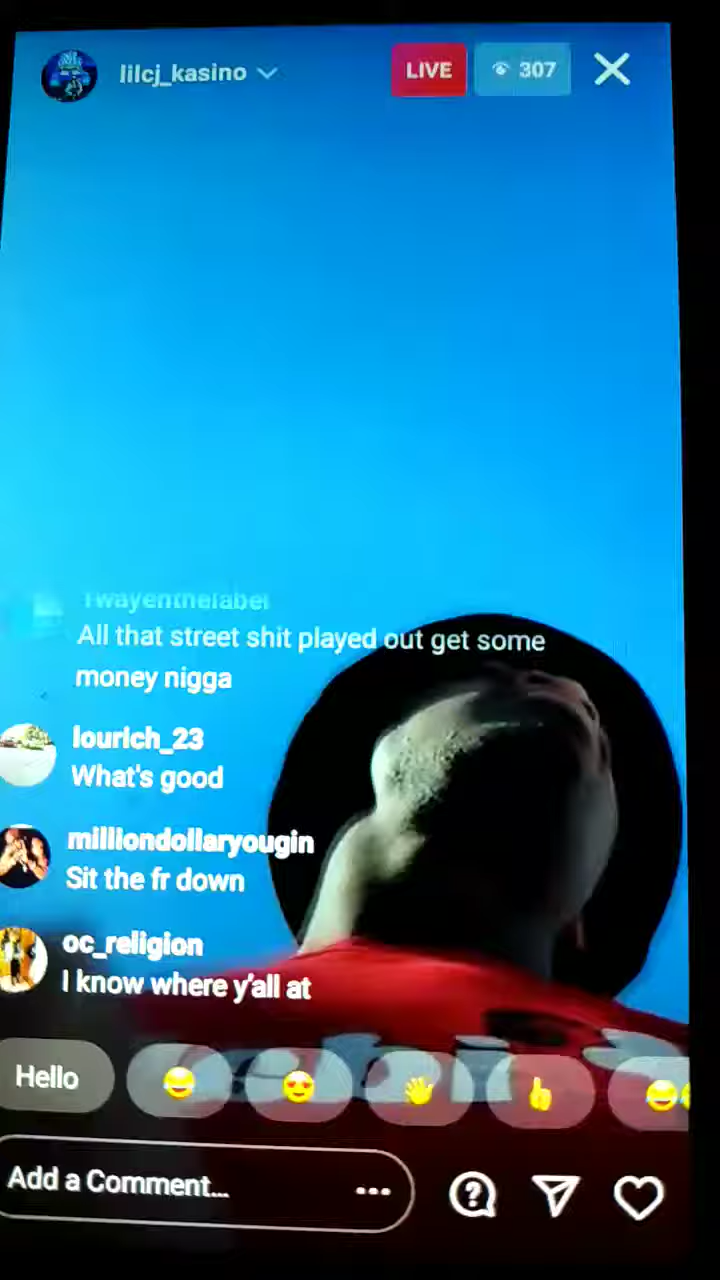 lilcj_kasino
LIVE
307
1wayenthelabel
All that street shit played out get some
money nigga
lourich_23
What's good
milliondollaryougin
Sit the fr down
oc_religion
I know where y'all at
Hello
Add a Comment...